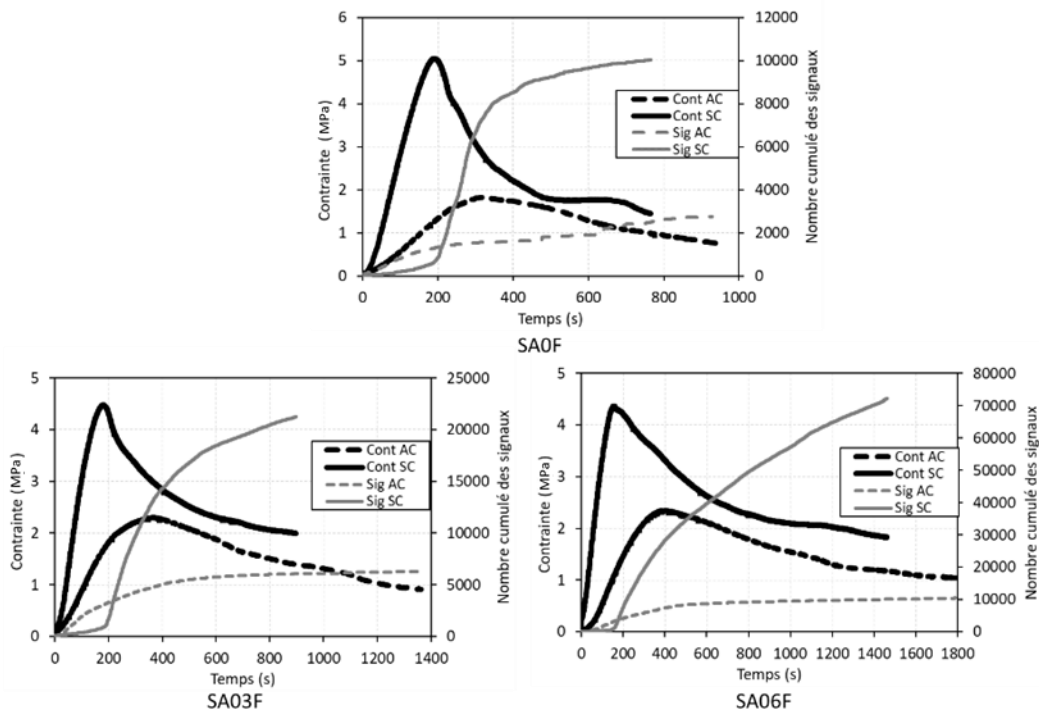 6
5
4
3
2
1
0
Contrainte (MPa)
12000
10000
8000
6000
4000
2000
0
Nombre cumulé des signaux
Cont AC
Cont SC
Sig AC
Sig SC
0 200 400 600 800 1000
Temps (s)
SA0F
5
4
3
2
1
0
Contrainte (MPa)
25000
20000
15000
10000
5000
0
Nombre cumulé des signaux
Cont AC
Cont SC
Sig AC
Sig SC
0 200 400 600 800 1000 1200 1400
Temps (s)
SA03F
5
4
3
2
1
0
Contrainte (MPa)
80000
70000
60000
50000
40000
30000
20000
10000
0
Nombre cumulé des signaux
Cont AC
Cont SC
Sig AC
Sig SC
0 200 400 600 800 1000 1200 1400 1600 1800
Temps (s)
SA06F